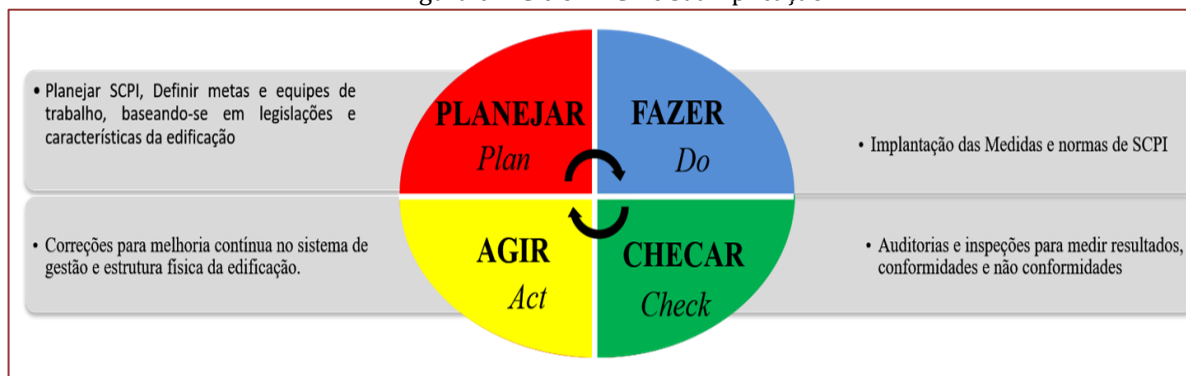 • Planejar SCPI, Definir metas e equipes de
trabalho, baseando-se em legislações e
características da edificação
PLANEJAR
Plan
FAZER
Do
• Implantação das Medidas e normas de SCPI
• Correções para melhoria contínua no sistema de
gestão e estrutura física da edificação.
AGIR
Act
CHECAR
Check
• Auditorias e inspeções para medir resultados,
conformidades e não conformidades